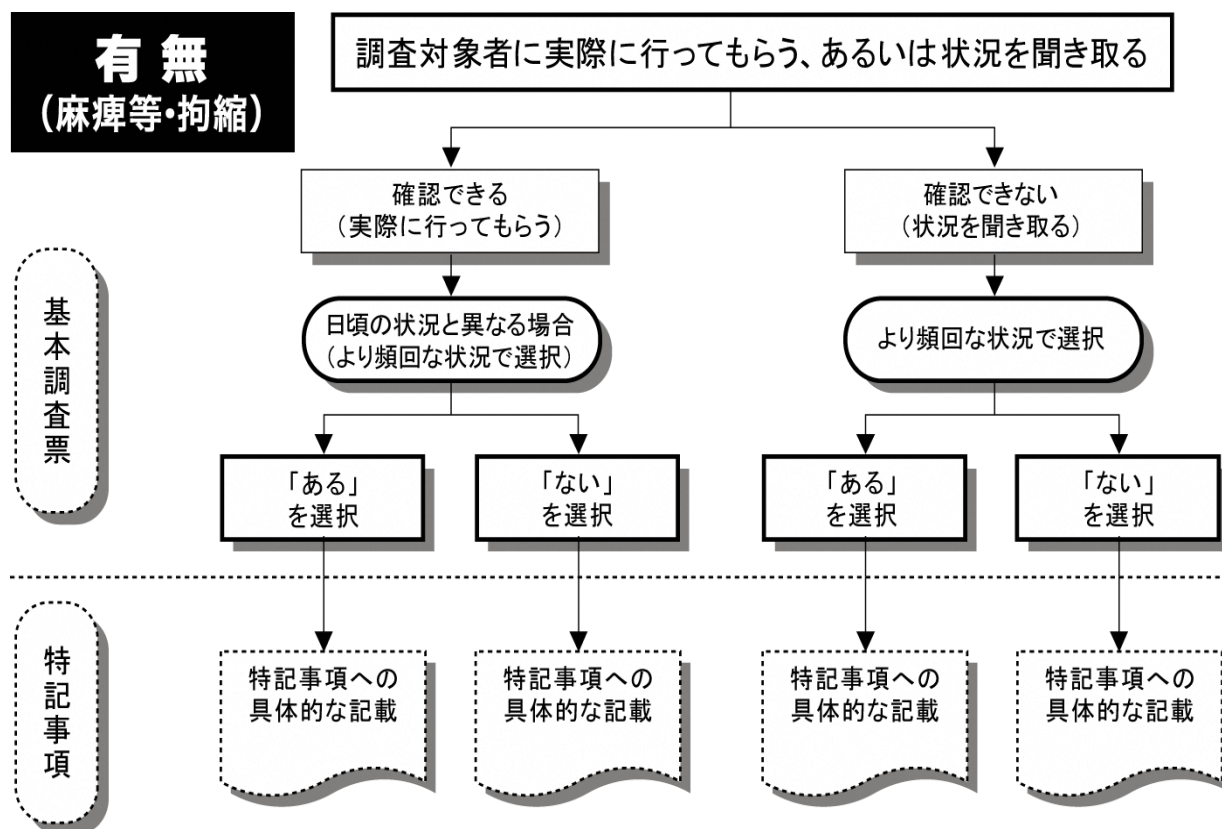 有無
（麻痺等・拘縮）
調査対象者に実際に行ってもらう、あるいは状況を聞き取る
確認できる
（実際に行ってもらう）
確認できない
（状況を聞き取る）
基本調査票
日頃の状況と異なる場合
（より頻回な状況で選択）
より頻回な状況で選択
「ある」
を選択
「ない」
を選択
「ある」
を選択
「ない」
を選択
特記事項
特記事項への
具体的な記載
特記事項への
具体的な記載
特記事項への
具体的な記載
特記事項への
具体的な記載